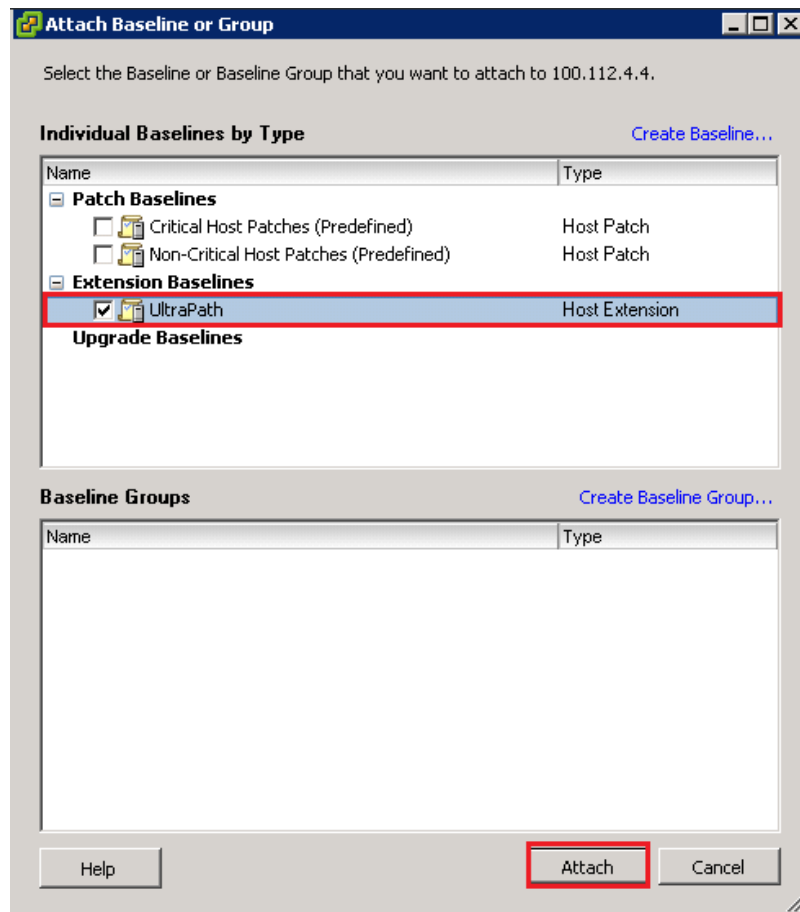 Attach Baseline or Group
Select the Baseline or Baseline Group that you want to attach to 100.112.4.4.
Individual Baselines by Type Create Baseline...
Name Type
Patch Baselines
Critical Host Patches (Predefined) Host Patch
Non-Critical Host Patches (Predefined) Host Patch
Extension Baselines
UltraPath Host Extension
Upgrade Baselines
Baseline Groups Create Baseline Group...
Name Type
Help Attach Cancel